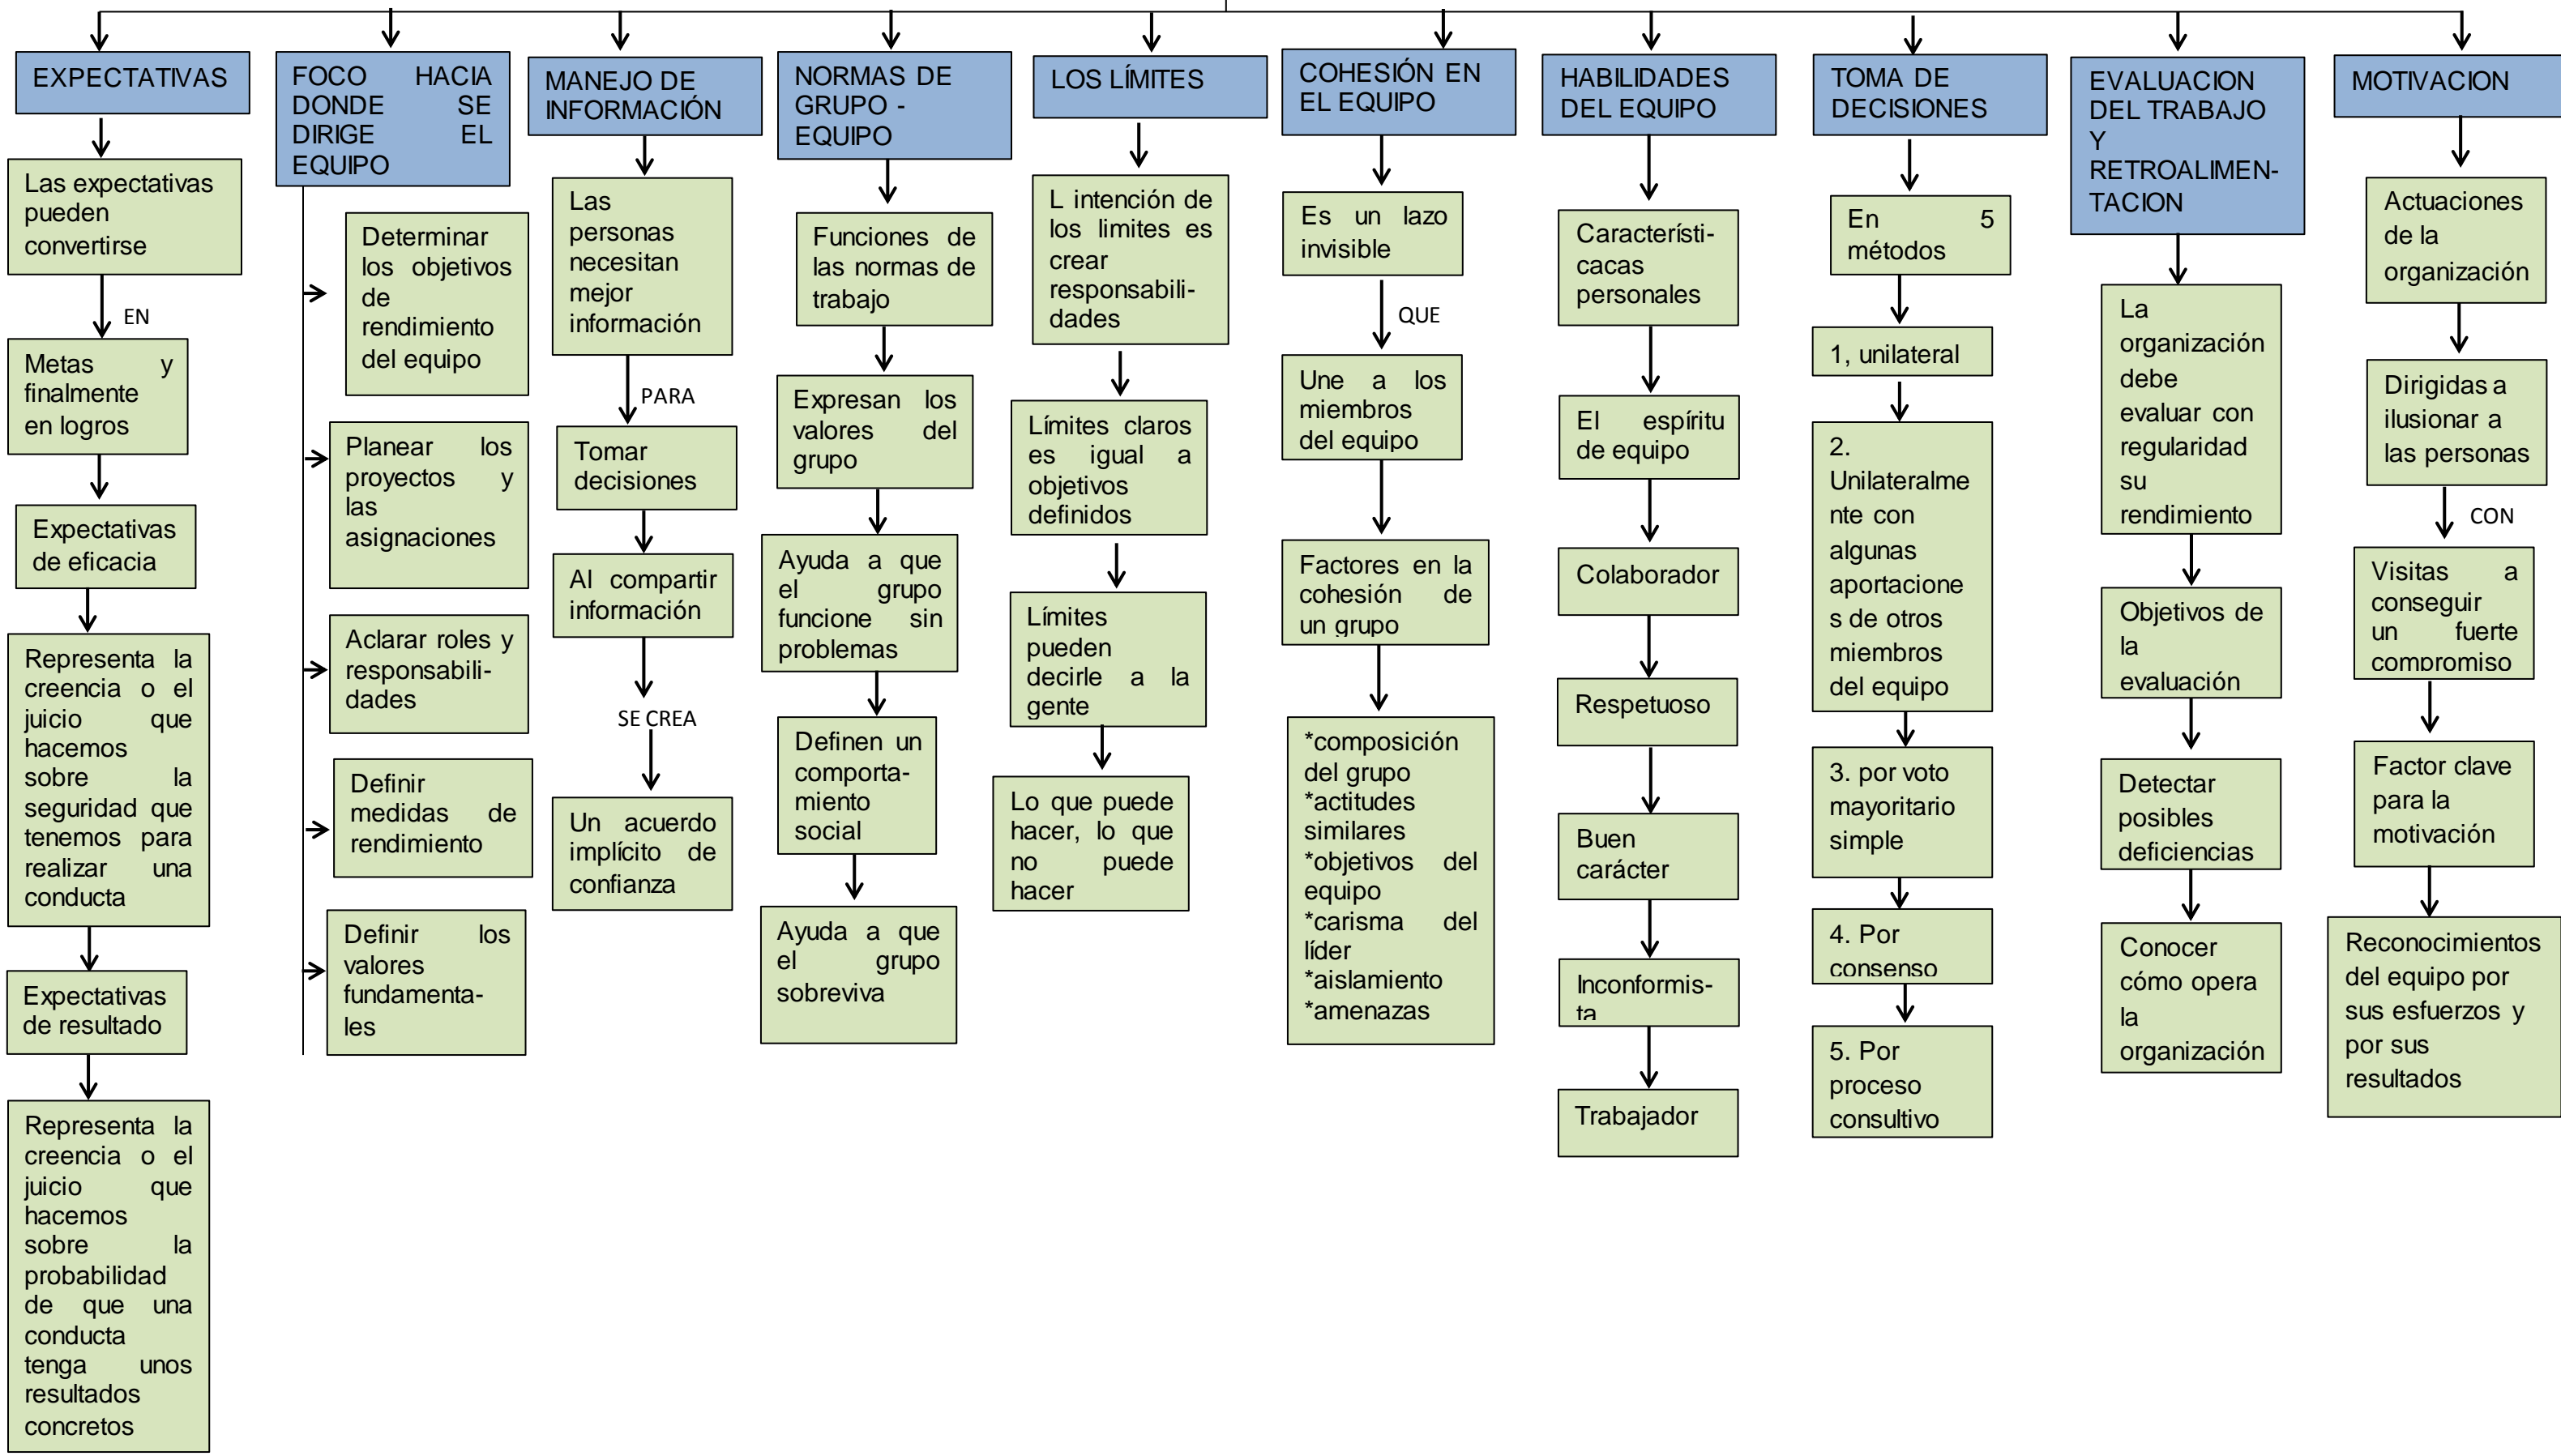 EXPECTATIVAS
Las expectativas
pueden
convertirse
EN
Metas y
finalmente
en logros
Expectativas
de eficacia
Representa la
creencia o el
juicio que
hacemos
sobre la
seguridad que
tenemos para
realizar una
conducta
Expectativas
de resultado
Representa la
creencia o el
juicio que
hacemos
sobre la
probabilidad
de que una
conducta
tenga unos
resultados
concretos
FOCO HACIA
DONDE SE
DIRIGE EL
EQUIPO
Determinar
los objetivos
de
rendimiento
del equipo
Planear los
proyectos y
las
asignaciones
Aclarar roles y
responsabili-
dades
Definir
medidas de
rendimiento
Definir los
valores
fundamenta-
les
MANEJO DE
INFORMACIÓN
Las
personas
necesitan
mejor
información
PARA
Tomar
decisiones
Al compartir
información
SE CREA
Un acuerdo
implícito de
confianza
NORMAS DE
GRUPO -
EQUIPO
Funciones de
las normas de
trabajo
Expresan los
valores del
grupo
Ayuda a que
el grupo
funcione sin
problemas
Definen un
comporta-
miento
social
Ayuda a que
el grupo
sobreviva
LOS LÍMITES
L intención de
los limites es
crear
responsabili-
dades
Límites claros
es igual a
objetivos
definidos
Límites
pueden
decirle a la
gente
Lo que puede
hacer, lo que
no puede
hacer
COHESIÓN EN
EL EQUIPO
Es un lazo
invisible
QUE
Une a los
miembros
del equipo
Factores en la
cohesión de
un grupo
*composición
del grupo
*actitudes
similares
*objetivos del
equipo
*carisma del
líder
*aislamiento
*amenazas
HABILIDADES
DEL EQUIPO
Característi-
cacas
personales
El espíritu
de equipo
Colaborador
Respetuoso
Buen
carácter
Inconformis-
ta
Trabajador
TOMA DE
DECISIONES
En 5
métodos
1, unilateral
2.
Unilateralme
nte con
algunas
aportacione
s de otros
miembros
del equipo
3. por voto
mayoritario
simple
4. Por
consenso
5. Por
proceso
consultivo
EVALUACION
DEL TRABAJO
Y
RETROALIMEN-
TACION
La
organización
debe
evaluar con
regularidad
su
rendimiento
Objetivos de
la
evaluación
Detectar
posibles
deficiencias
Conocer
cómo opera
la
organización
MOTIVACION
Actuaciones
de la
organización
Dirigidas a
ilusionar a
las personas
CON
Visitas a
conseguir
un fuerte
compromiso
Factor clave
para la
motivación
Reconocimientos
del equipo por
sus esfuerzos y
por sus
resultados